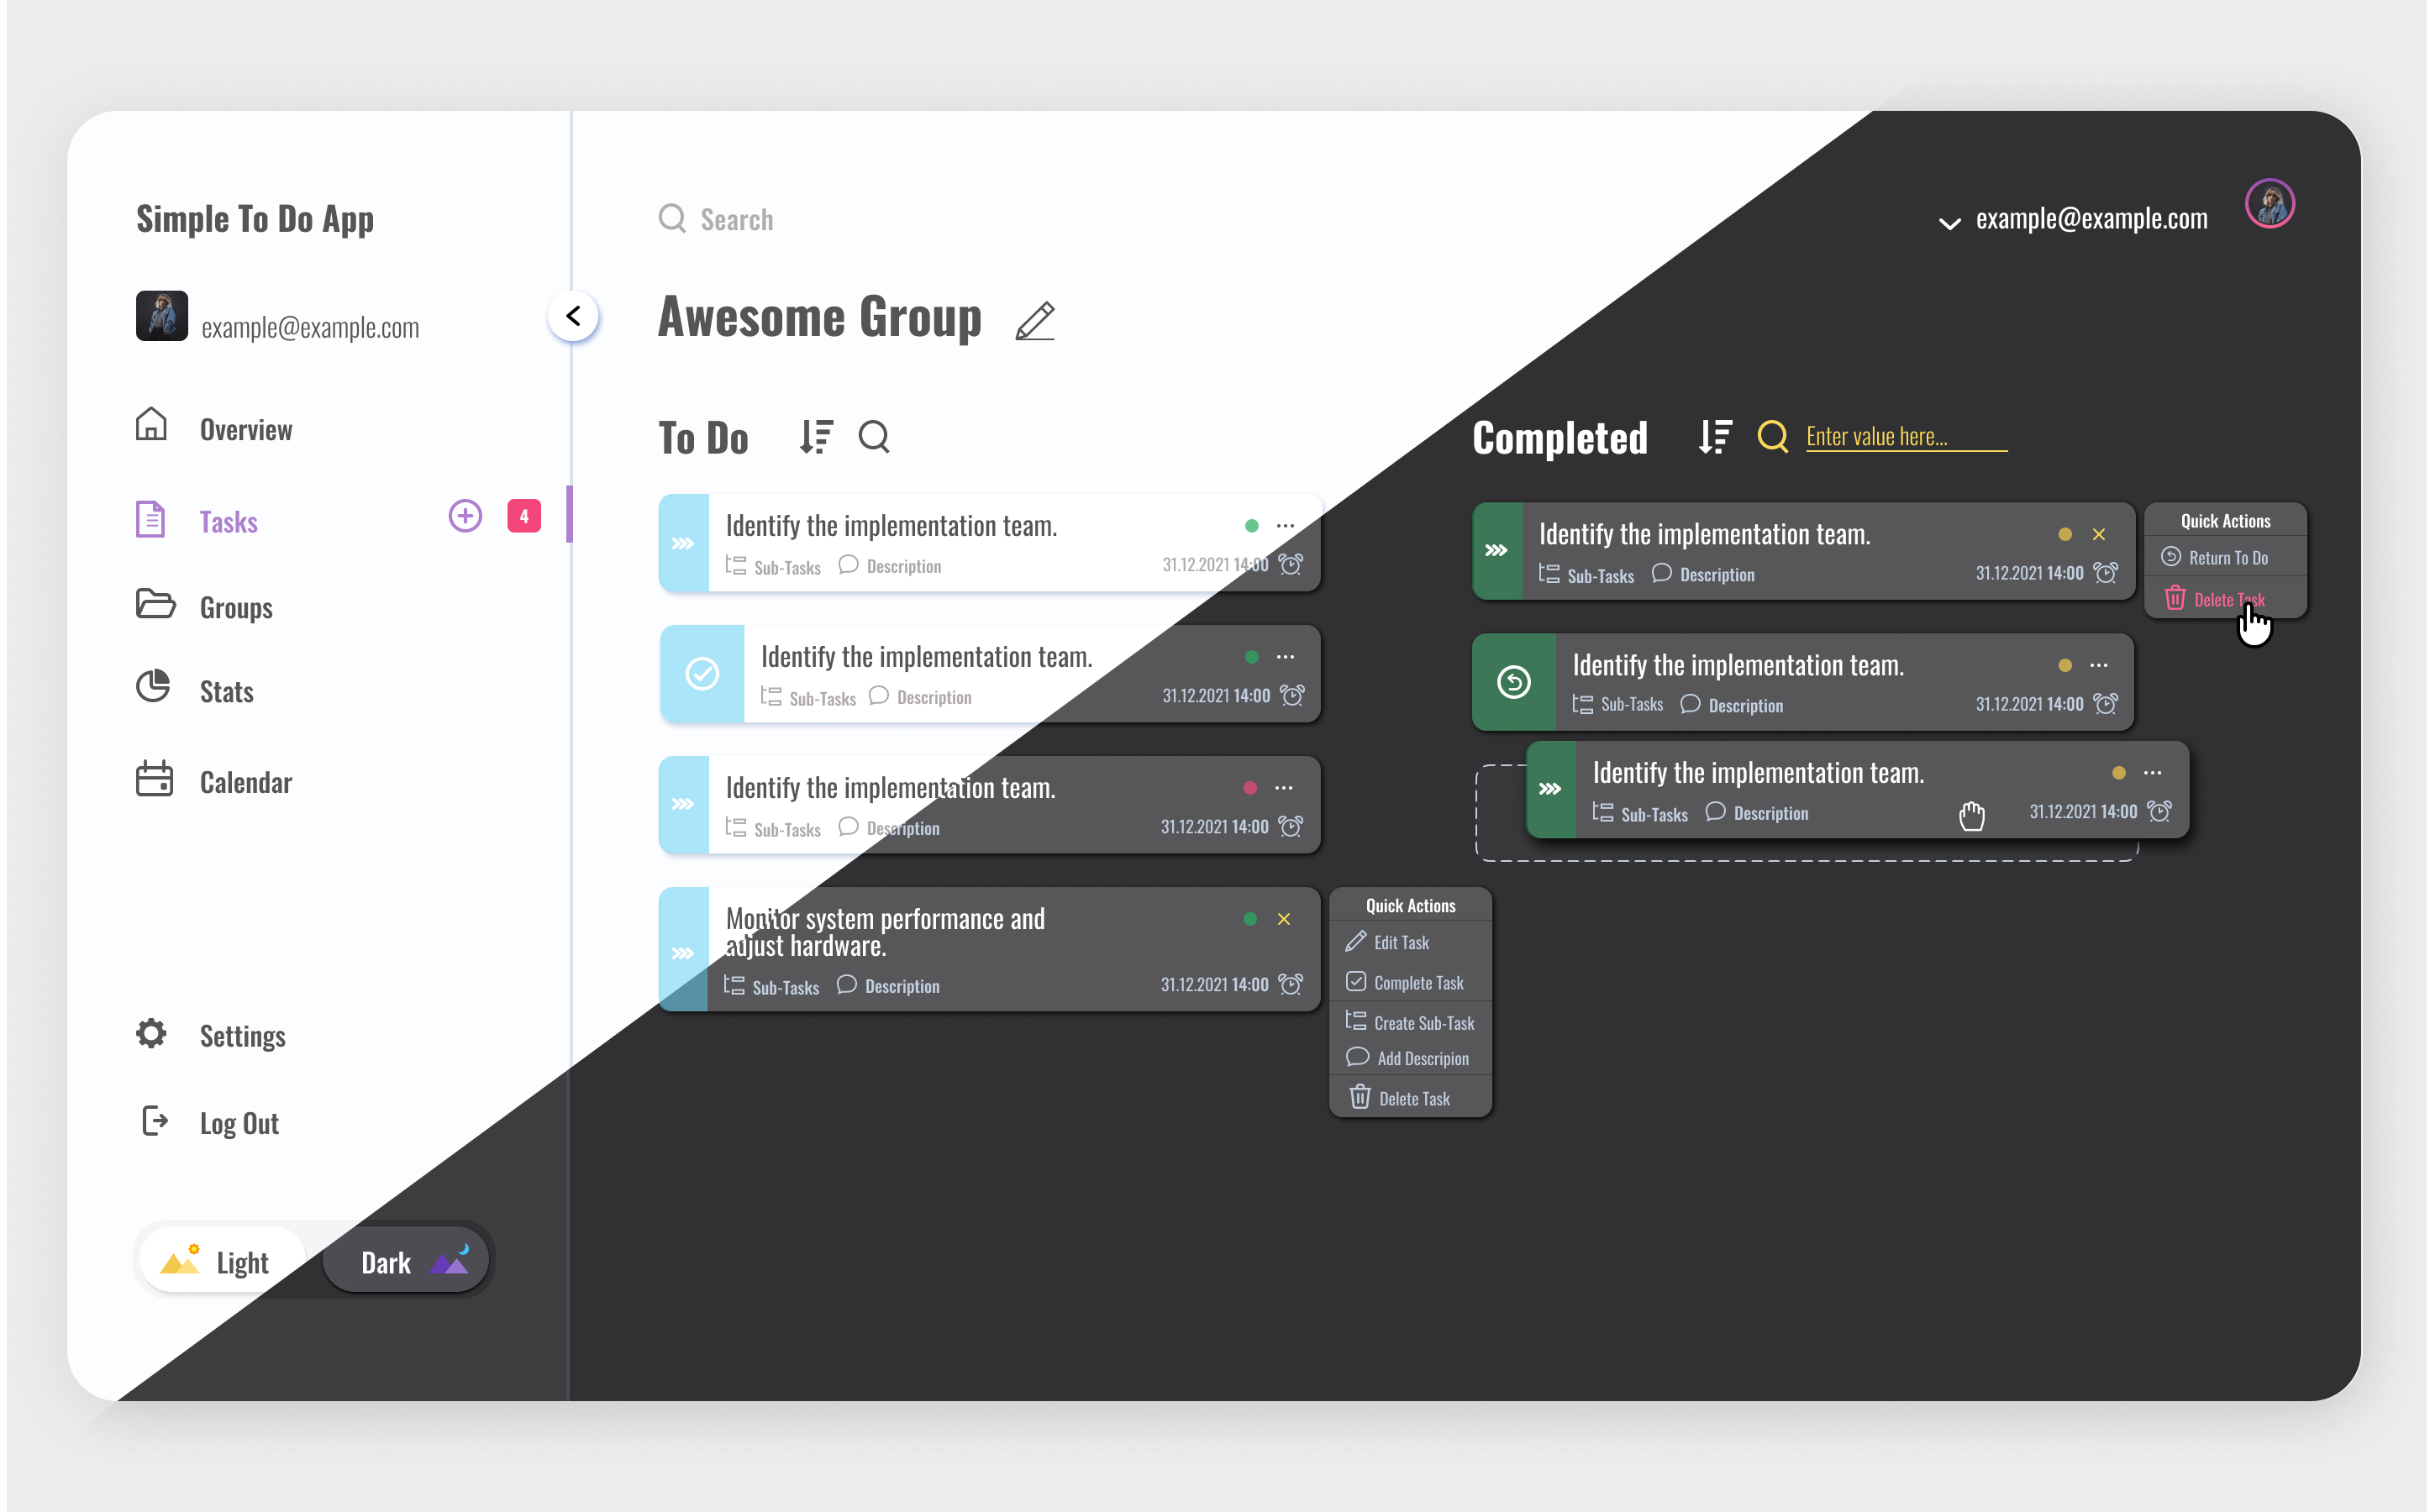 Simple To Do App
example@example.com
Overview
Tasks
4
Groups
Stats
Calendar
Settings
Log Out
Light
Dark
Search
example@example.com
Awesome Group
To Do
Identify the implementation team.
Sub-Tasks Description 31.12.2021 14:00
Identify the implementation team.
Sub-Tasks Description 31.12.2021 14:00
Identify the implementation team.
Sub-Tasks Description 31.12.2021 14:00
Monitor system performance and
adjust hardware.
Sub-Tasks Description 31.12.2021 14:00
Quick Actions
Edit Task
Complete Task
Create Sub-Task
Add Descripion
Delete Task
Completed
Enter value here...
Identify the implementation team.
Sub-Tasks Description 31.12.2021 14:00
Quick Actions
Return To Do
Delete Task
Identify the implementation team.
Sub-Tasks Description 31.12.2021 14:00
Identify the implementation team.
Sub-Tasks Description 31.12.2021 14:00